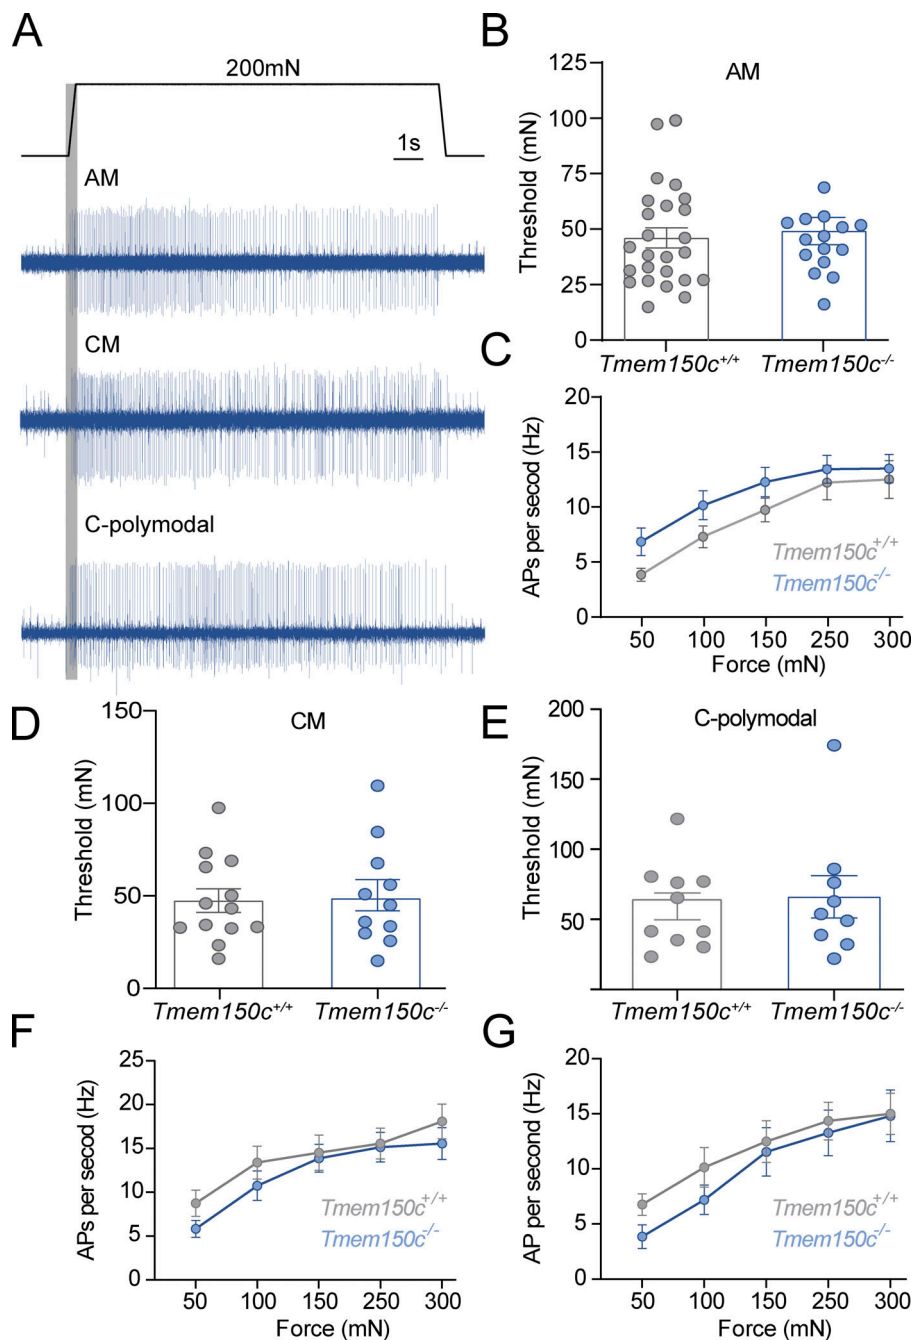 A
200mN
1s
AM
CM
C-polymodal
B
AM
Threshold (mN)
125
100
75
50
25
0
Tmem150c+/+ Tmem150c-/-
C
APs per secod (Hz)
20
15
10
5
0
Tmem150c+/+
Tmem150c-/-
50 100 150 250 300
Force (mN)
D
CM
Threshold (mN)
150
100
50
0
Tmem150c+/+ Tmem150c-/-
E
C-polymodal
Threshold (mN)
200
150
100
50
0
Tmem150c+/+ Tmem150c-/-
F
APs per secod (Hz)
25
20
15
10
5
0
Tmem150c+/+
Tmem150c-/-
50 100 150 250 300
Force (mN)
G
AP per second (Hz)
20
15
10
5
0
Tmem150c+/+
Tmem150c-/-
50 100 150 250 300
Force (mN)